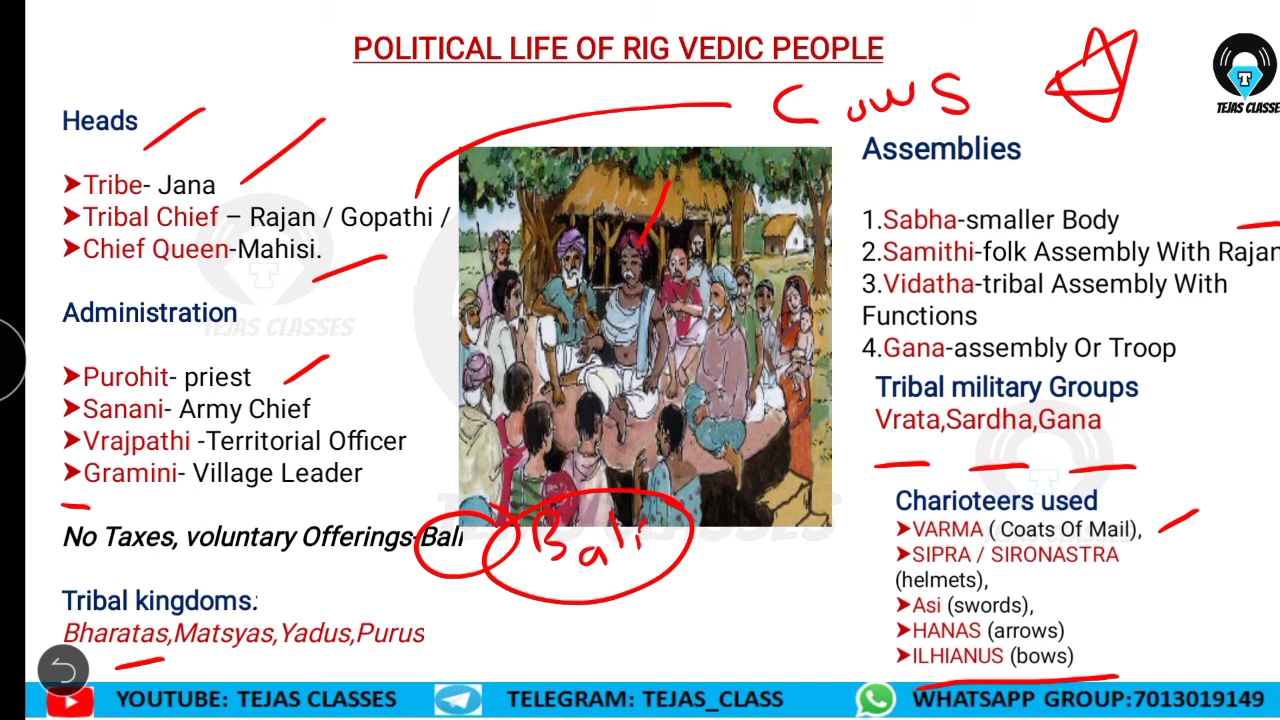 POLITICAL LIFE OF RIG VEDIC PEOPLE
T
TEJAS CLASSE
Cows
Heads
➤Tribe- Jana
➤Tribal Chief – Rajan / Gopathi /
➤Chief Queen-Mahisi.
T
TEJAS CLASSES
Administration
➤Purohit- priest
➤Sanani- Army Chief
➤Vrajpathi -Territorial Officer
➤Gramini- Village Leader
No Taxes, voluntary Offerings-Bali
Bali
Tribal kingdoms:
Bharatas,Matsyas,Yadus,Purus
Assemblies
1.Sabha-smaller Body
2.Samithi-folk Assembly With Rajan
3.Vidatha-tribal Assembly With
Functions
4.Gana-assembly Or Troop
Tribal military Groups
Vrata,Sardha,Gana
Charioteers used
➤VARMA ( Coats Of Mail),
➤SIPRA / SIRONASTRA
(helmets),
➤Asi (swords),
➤HANAS (arrows)
➤ILHIANUS (bows)
YOUTUBE: TEJAS CLASSES
TELEGRAM: TEJAS_CLASS
WHATSAPP GROUP:7013019149